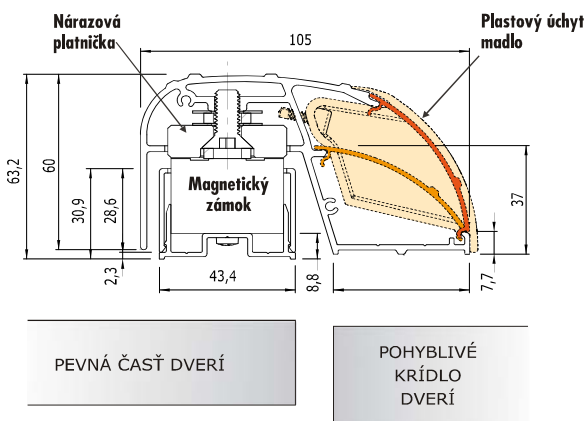 Nárazová
platnička
Plastový úchyt
madlo
105
63,2
60
30,9
28,6
2,3
Magnetický
zámok
43,4
8,8
37
7,7
PEVNÁ ČASŤ DVERÍ
POHYBLIVÉ
KRÍDLO
DVERÍ